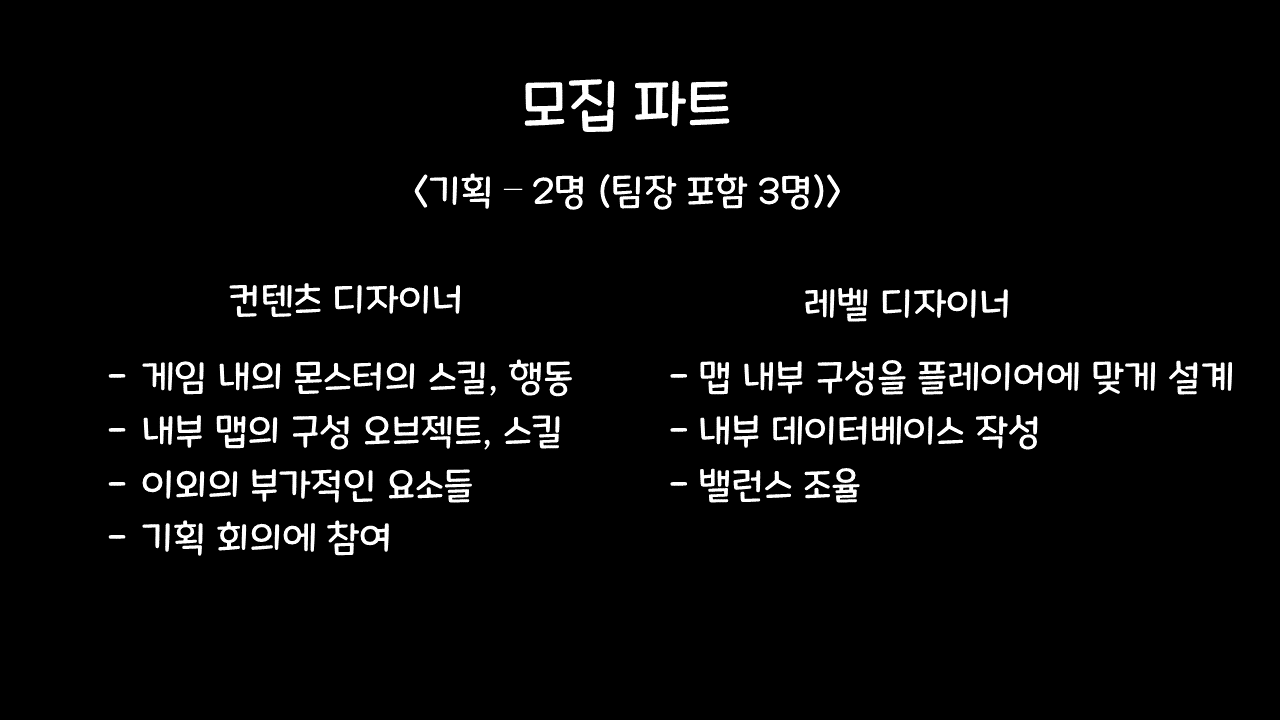 모집 파트
<기획 - 2명 (팀장 포함 3명)>
컨텐츠 디자이너
- 게임 내의 몬스터의 스킬, 행동
- 내부 맵의 구성 오브젝트, 스킬
- 이외의 부가적인 요소들
- 기획 회의에 참여
레벨 디자이너
- 맵 내부 구성을 플레이어에 맞게 설계
- 내부 데이터베이스 작성
- 밸런스 조율